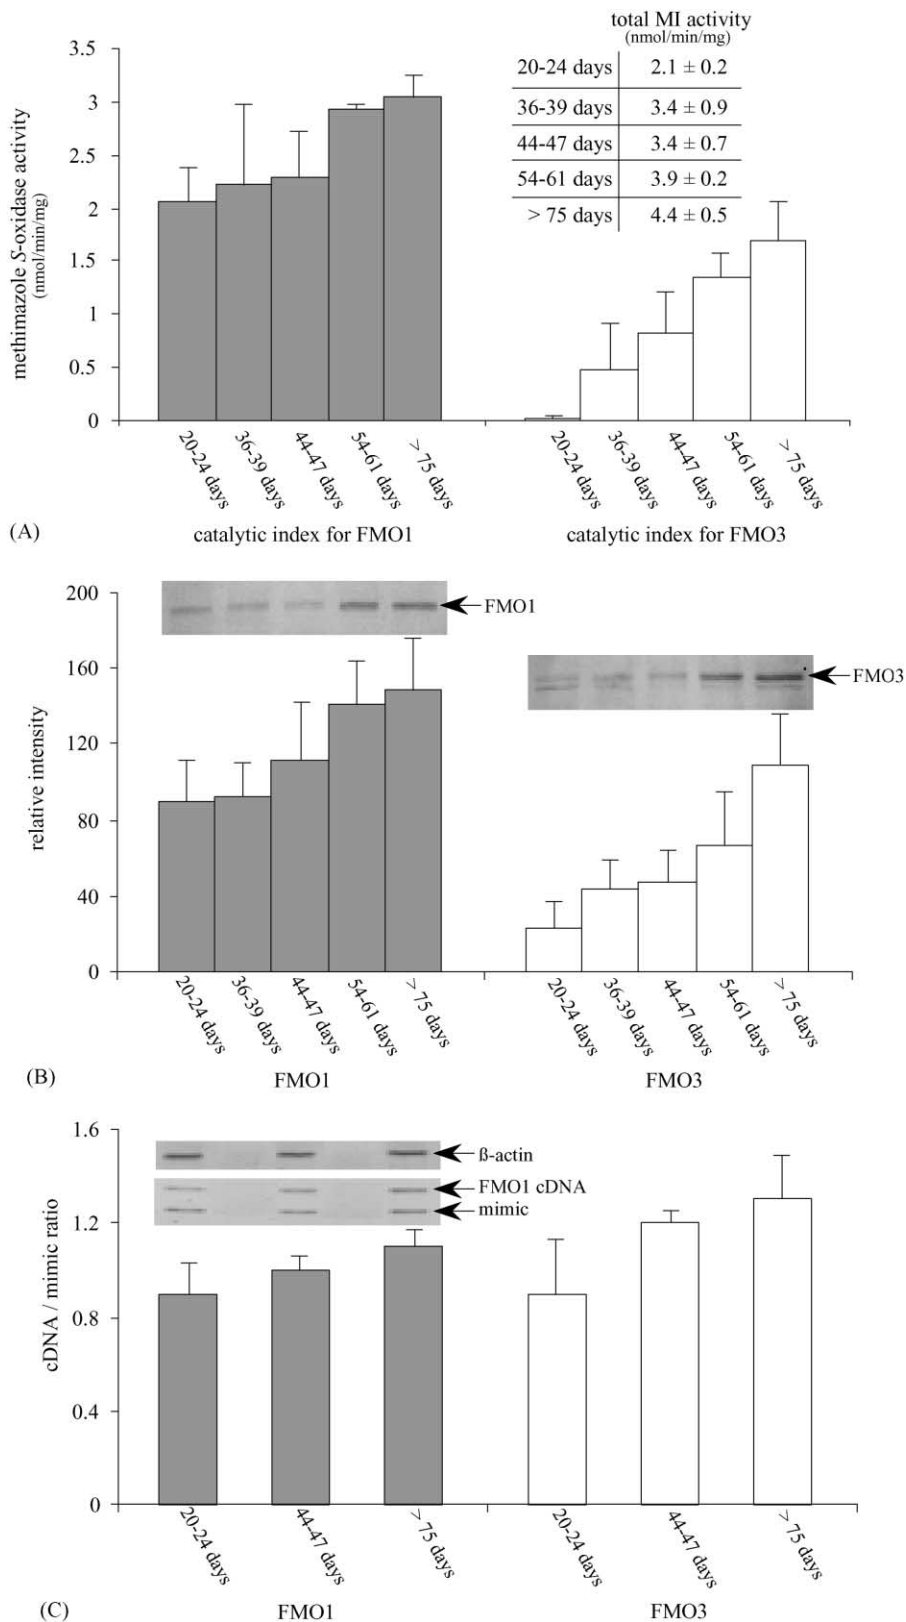 total MI activity
(nmol/min/mg)
20-24 days 2.1 ± 0.2
36-39 days 3.4 ± 0.9
44-47 days 3.4 ± 0.7
54-61 days 3.9 ± 0.2
> 75 days 4.4 ± 0.5
methimazole S-oxidase activity
(nmol/min/mg)
3.5
3
2.5
2
1.5
1
0.5
0
20-24 days
36-39 days
44-47 days
54-61 days
> 75 days
20-24 days
36-39 days
44-47 days
54-61 days
> 75 days
(A)
catalytic index for FMO1
catalytic index for FMO3
relative intensity
200
160
120
80
40
0
FMO1
FMO3
20-24 days
36-39 days
44-47 days
54-61 days
> 75 days
20-24 days
36-39 days
44-47 days
54-61 days
> 75 days
(B)
FMO1
FMO3
cDNA / mimic ratio
1.6
1.2
0.8
0.4
0
ß-actin
FMO1 cDNA
mimic
20-24 days
44-47 days
> 75 days
20-24 days
44-47 days
> 75 days
(C)
FMO1
FMO3